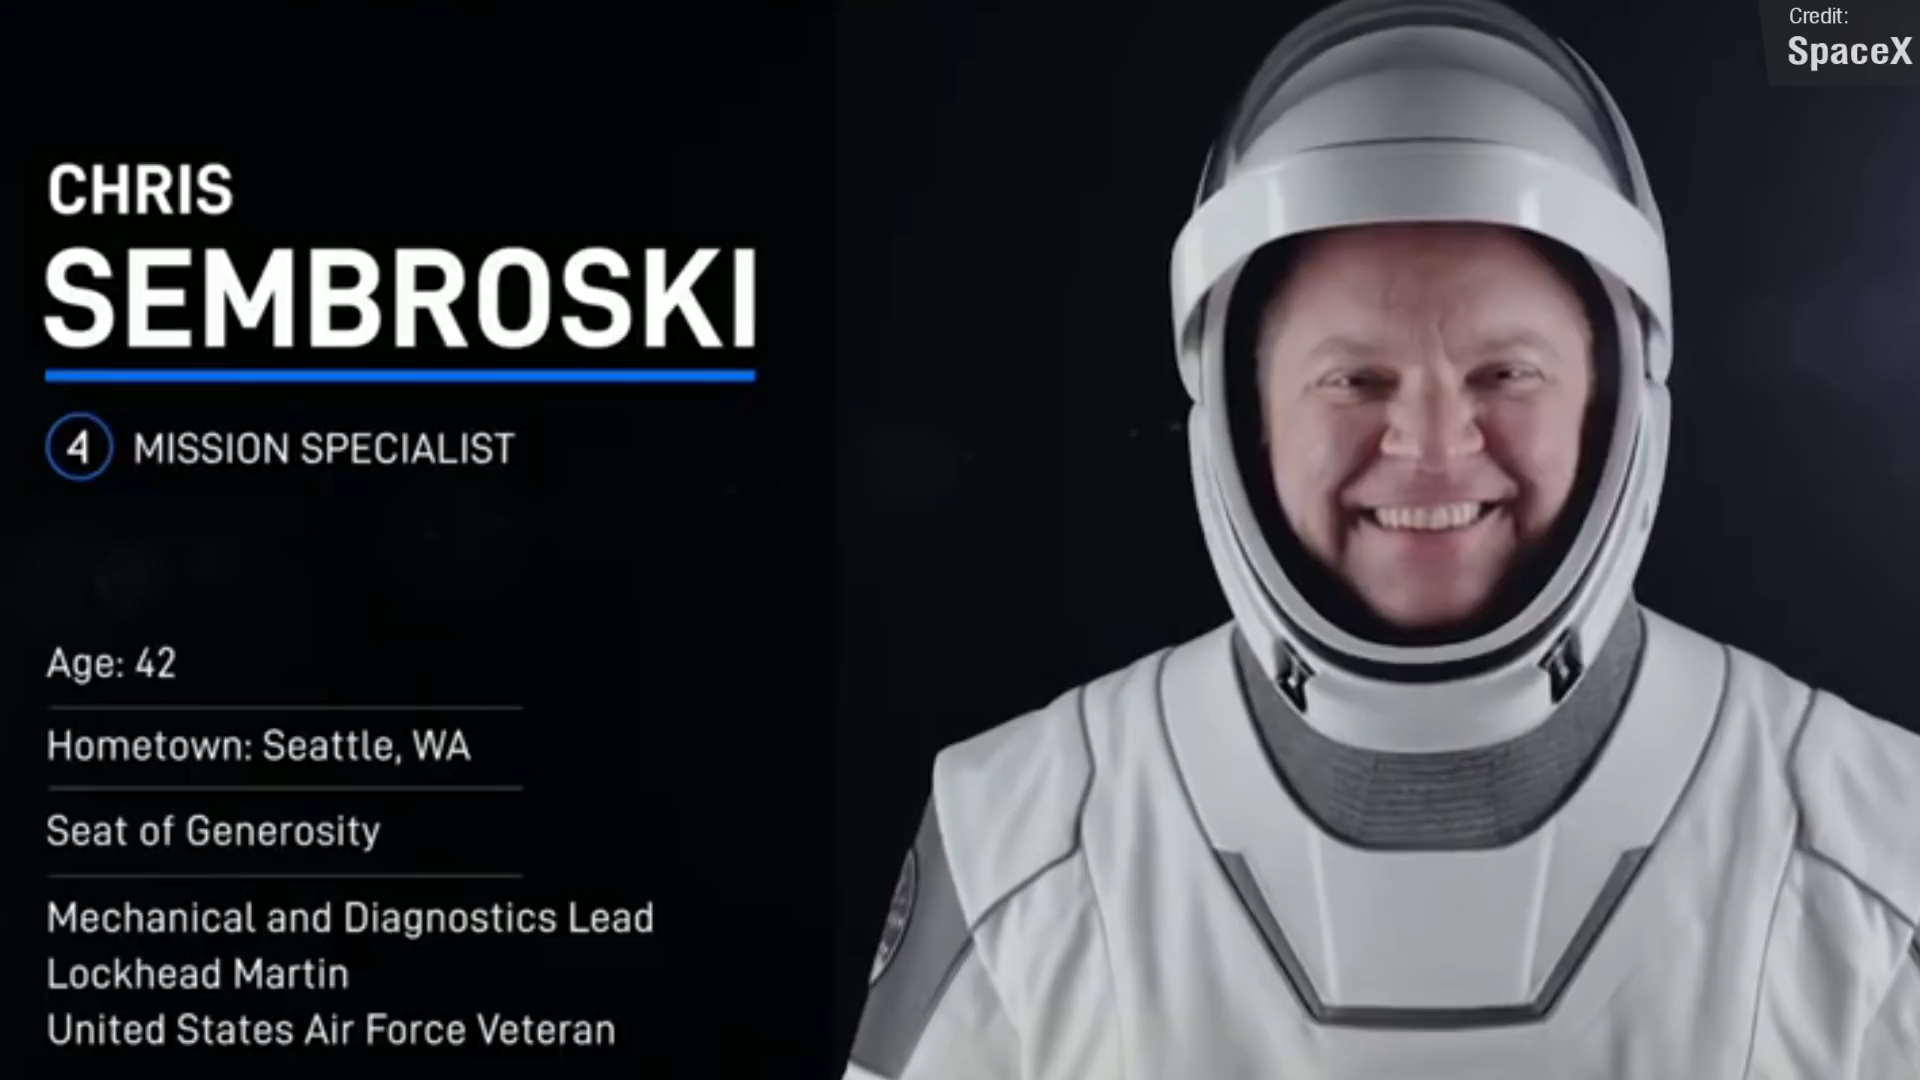 Credit:
SpaceX
CHRIS
SEMBROSKI
4 MISSION SPECIALIST
Age: 42
Hometown: Seattle, WA
Seat of Generosity
Mechanical and Diagnostics Lead
Lockhead Martin
United States Air Force Veteran